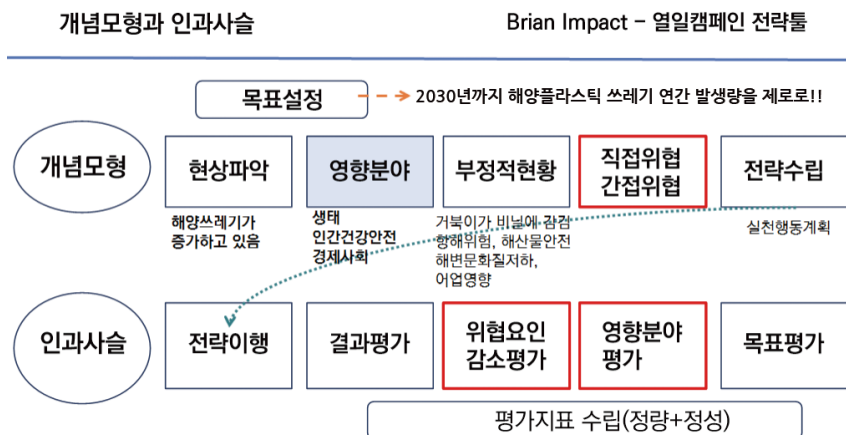 개념모형과 인과사슬
Brian Impact - 열일캠페인 전략툴
목표설정
2030년까지 해양플라스틱 쓰레기 연간 발생량을 제로로!!
개념모형
현상파악
영향분야
부정적현황
직접위협
간접위협
전략수립
해양쓰레기가
증가하고 있음
생태
인간건강안전
경제사회
거북이가 비닐에 잠김
항해위험, 해산물안전
해변문화질저하,
어업영향
실천행동계획
인과사슬
전략이행
결과평가
위협요인
감소평가
영향분야
평가
목표평가
평가지표 수립(정량+정성)